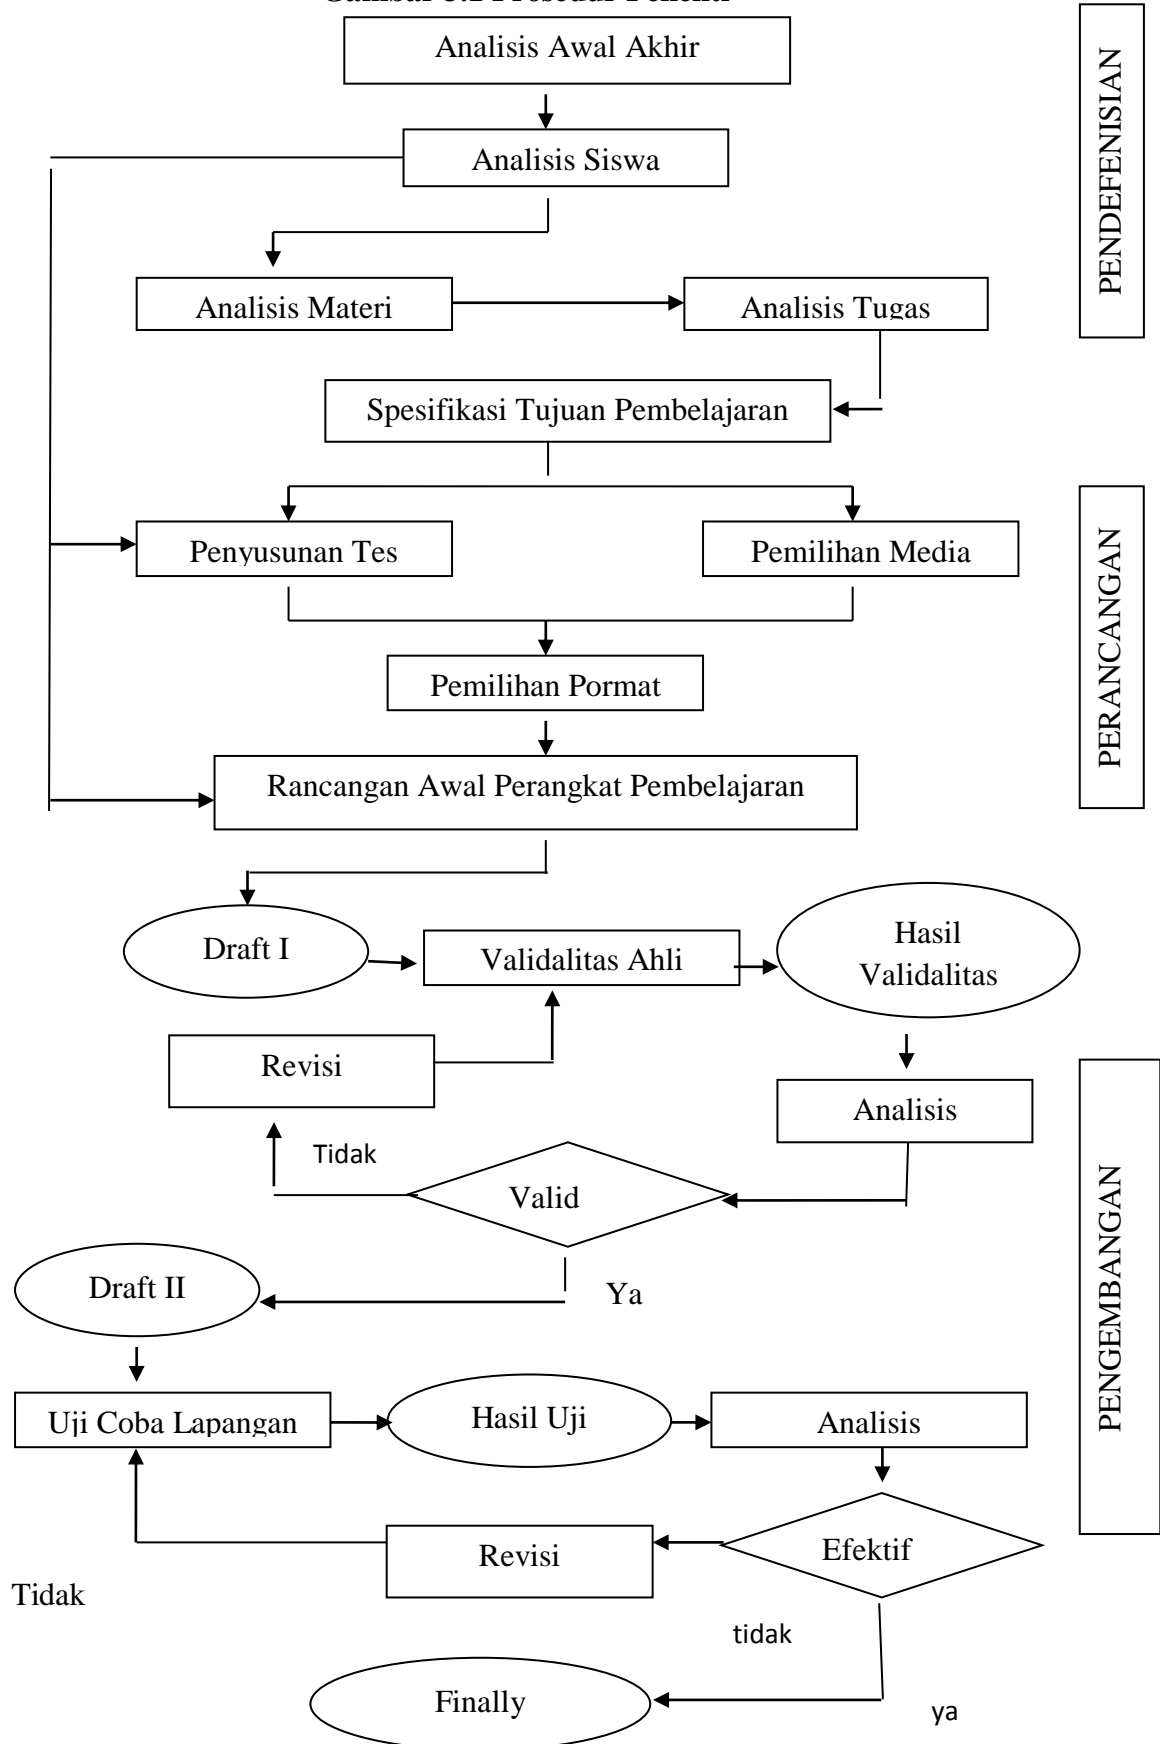 Analisis Awal Akhir
PENDEFENISIAN
Analisis Siswa
Analisis Materi
Analisis Tugas
Spesifikasi Tujuan Pembelajaran
PERANCANGAN
Penyusunan Tes
Pemilihan Media
Pemilihan Pormat
Rancangan Awal Perangkat Pembelajaran
Draft I
Validalitas Ahli
Hasil
Validalitas
Revisi
Analisis
Tidak
Valid
PENGEMBANGAN
Draft II
Ya
Uji Coba Lapangan
Hasil Uji
Analisis
Revisi
Efektif
Tidak
tidak
Finally
ya